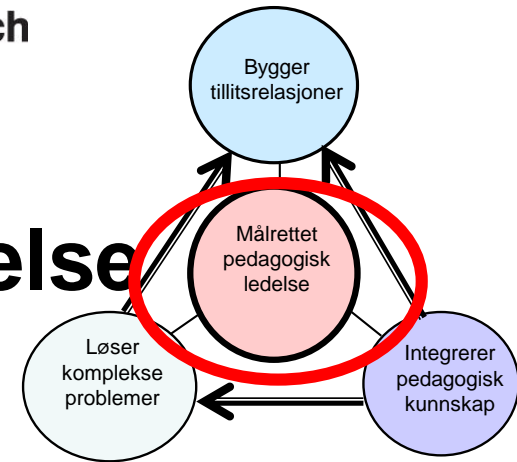 ch
Bygger
tillitsrelasjoner
Målrettet
pedagogisk
ledelse
else
Løser
komplekse
problemer
Integrerer
pedagogisk
kunnskap